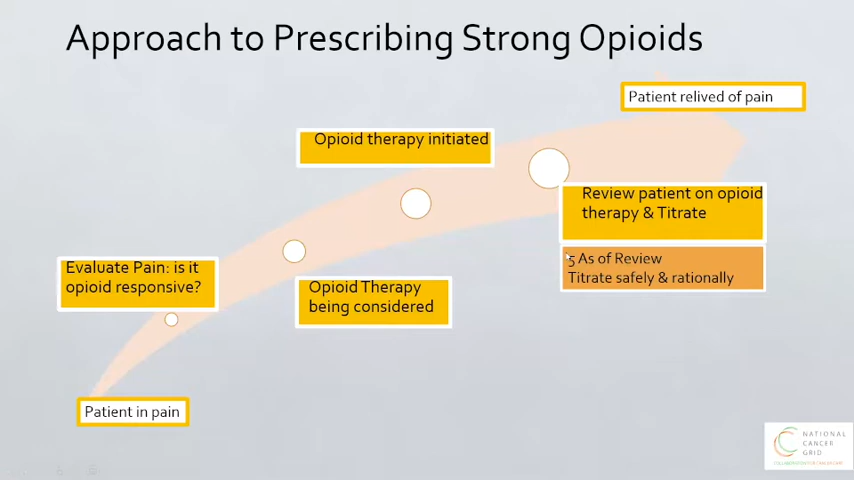 Approach to Prescribing Strong Opioids
Patient relived of pain
Opioid therapy initiated
Review patient on opioid
therapy & Titrate
5 As of Review
Titrate safely & rationally
Evaluate Pain: is it
opioid responsive?
Opioid Therapy
being considered
Patient in pain
NATIONAL
CANCER
GRID